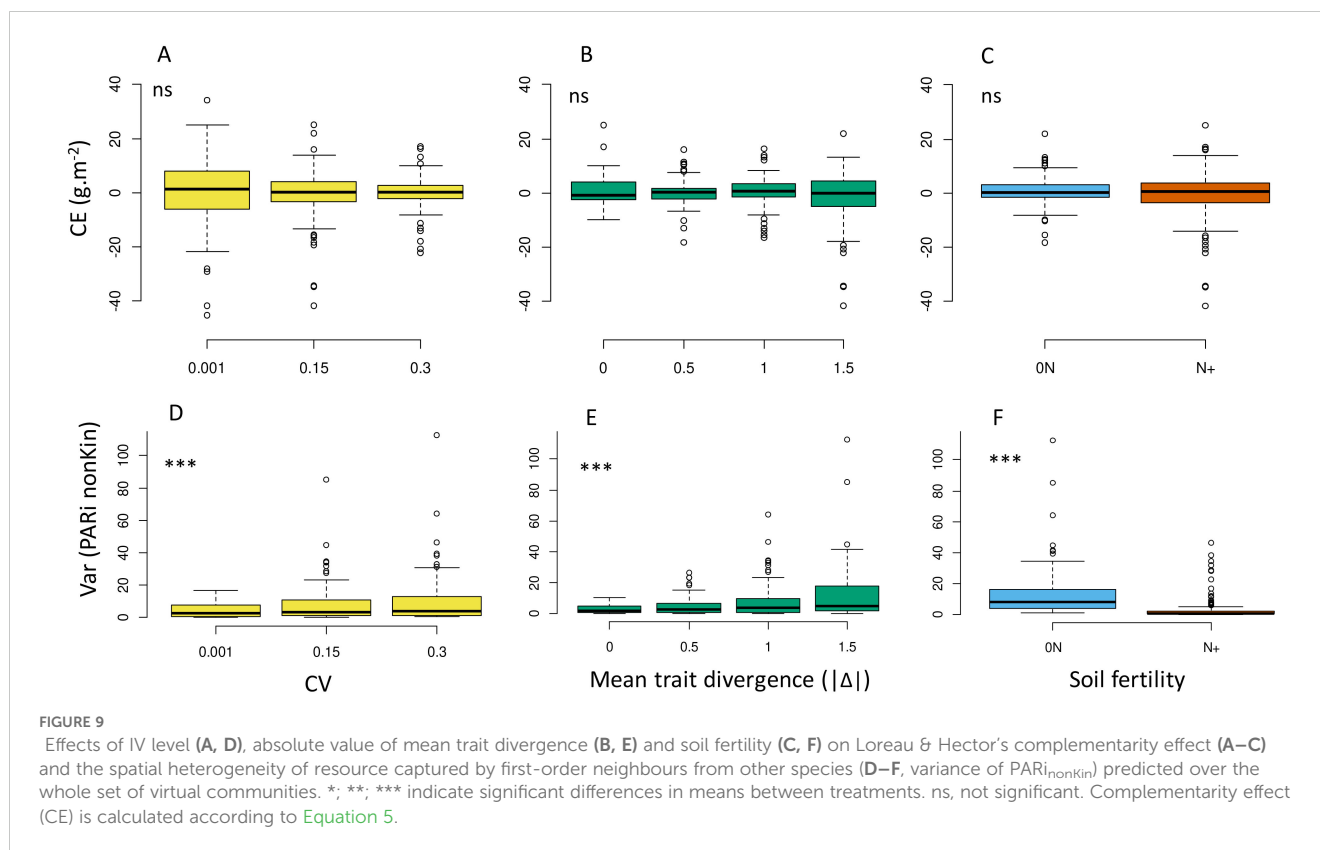 A
B
C
ns
ns
ns
CE (g.m⁻²)
40
20
0
-20
-40
40
20
0
-20
-40
40
20
0
-20
-40
0.001 0.15 0.3
0 0.5 1 1.5
0N N+
D
E
F
***
***
***
Var (PARi nonKin)
100
80
60
40
20
0
100
80
60
40
20
0
100
80
60
40
20
0
0.001 0.15 0.3
0 0.5 1 1.5
0N N+
CV
Mean trait divergence (|Δ|)
Soil fertility
FIGURE 9
Effects of IV level (A, D), absolute value of mean trait divergence (B, E) and soil fertility (C, F) on Loreau & Hector’s complementarity effect (A–C)
and the spatial heterogeneity of resource captured by first-order neighbours from other species (D–F, variance of PARinonKin) predicted over the
whole set of virtual communities. *; **; *** indicate significant differences in means between treatments. ns, not significant. Complementarity effect
(CE) is calculated according to Equation 5.